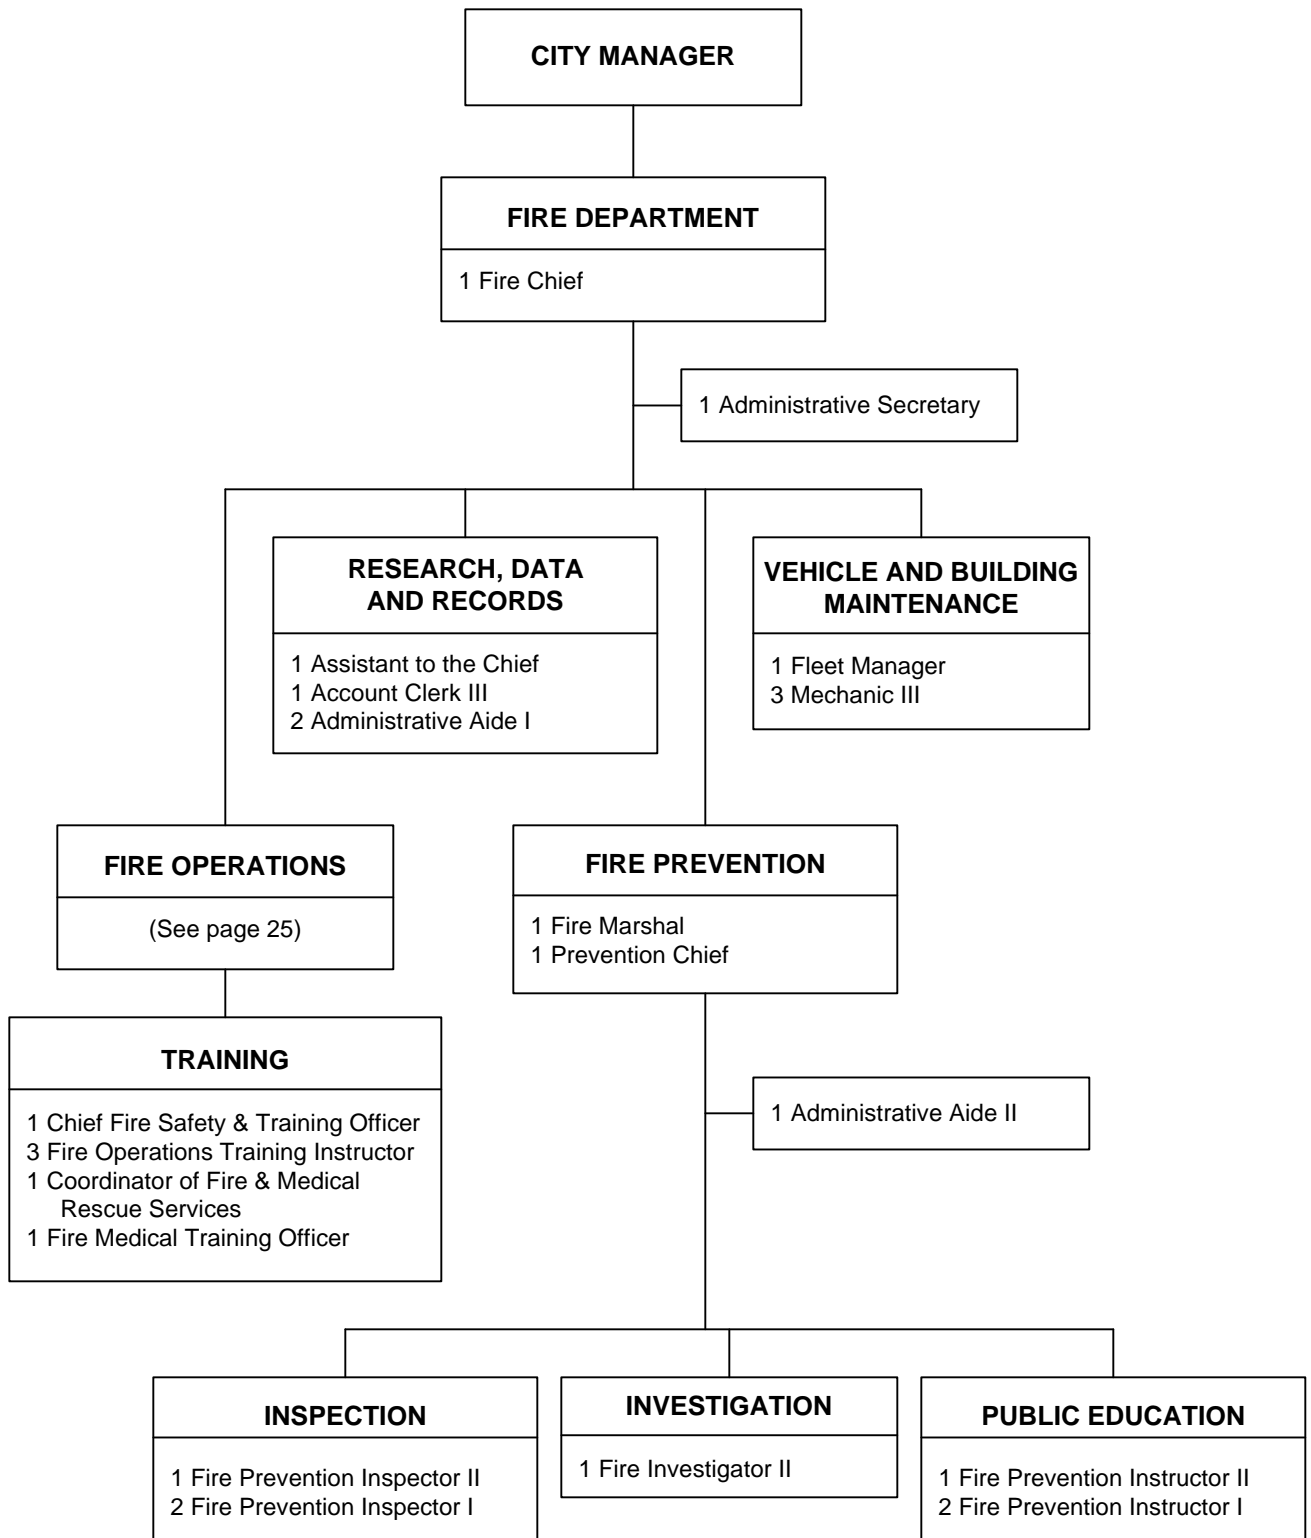 CITY MANAGER
FIRE DEPARTMENT
1 Fire Chief
1 Administrative Secretary
RESEARCH, DATA
AND RECORDS
1 Assistant to the Chief
1 Account Clerk III
2 Administrative Aide I
VEHICLE AND BUILDING
MAINTENANCE
1 Fleet Manager
3 Mechanic III
FIRE OPERATIONS
(See page 25)
FIRE PREVENTION
1 Fire Marshal
1 Prevention Chief
TRAINING
1 Chief Fire Safety & Training Officer
3 Fire Operations Training Instructor
1 Coordinator of Fire & Medical
Rescue Services
1 Fire Medical Training Officer
1 Administrative Aide II
INSPECTION
1 Fire Prevention Inspector II
2 Fire Prevention Inspector I
INVESTIGATION
1 Fire Investigator II
PUBLIC EDUCATION
1 Fire Prevention Instructor II
2 Fire Prevention Instructor I